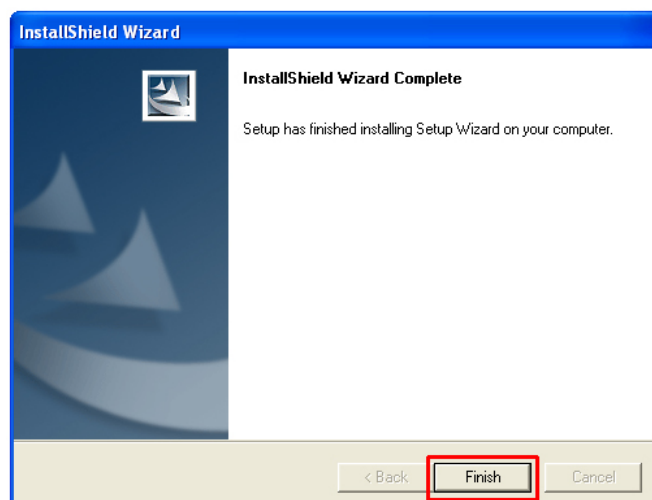 InstallShield Wizard
InstallShield Wizard Complete
Setup has finished installing Setup Wizard on your computer.
< Back
Finish
Cancel